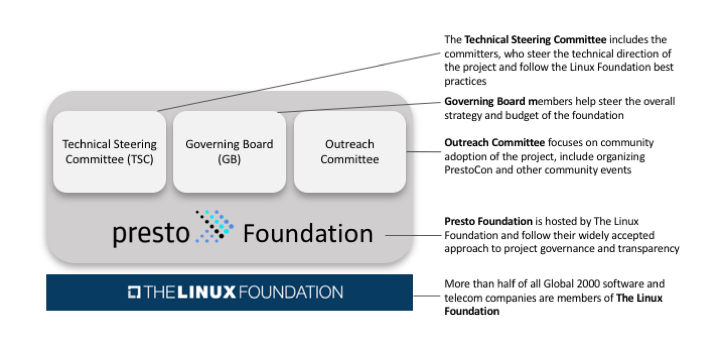 The Technical Steering Committee includes the
committers, who steer the technical direction of
the project and follow the Linux Foundation best
practices
Governing Board members help steer the overall
strategy and budget of the foundation
Technical Steering
Committee (TSC)
Governing Board
(GB)
Outreach
Committee
Outreach Committee focuses on community
adoption of the project, include organizing
PrestoCon and other community events
presto Foundation
Presto Foundation is hosted by The Linux
Foundation and follow their widely accepted
approach to project governance and transparency
THE LINUX FOUNDATION
More than half of all Global 2000 software and
telecom companies are members of The Linux
Foundation